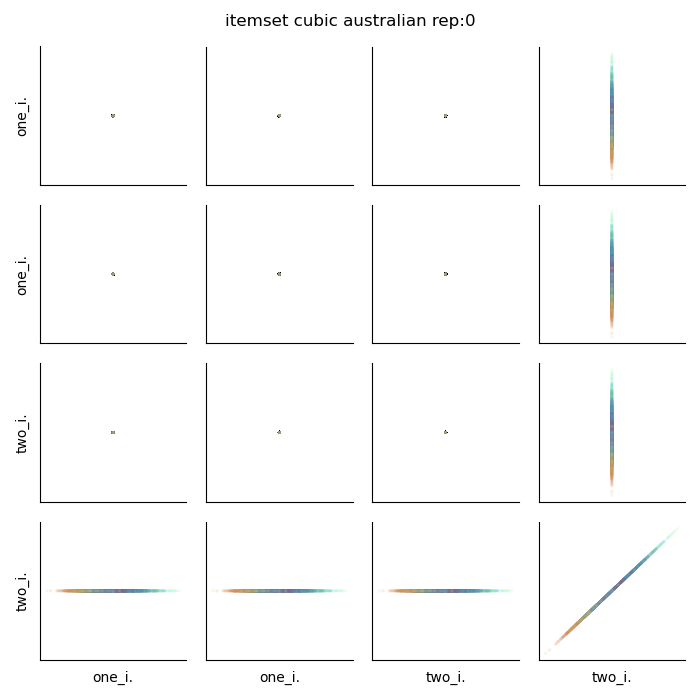 itemset cubic australian rep:0
one_i.
one_i.
two_i.
two_i.
one_i.
one_i.
two_i.
two_i.